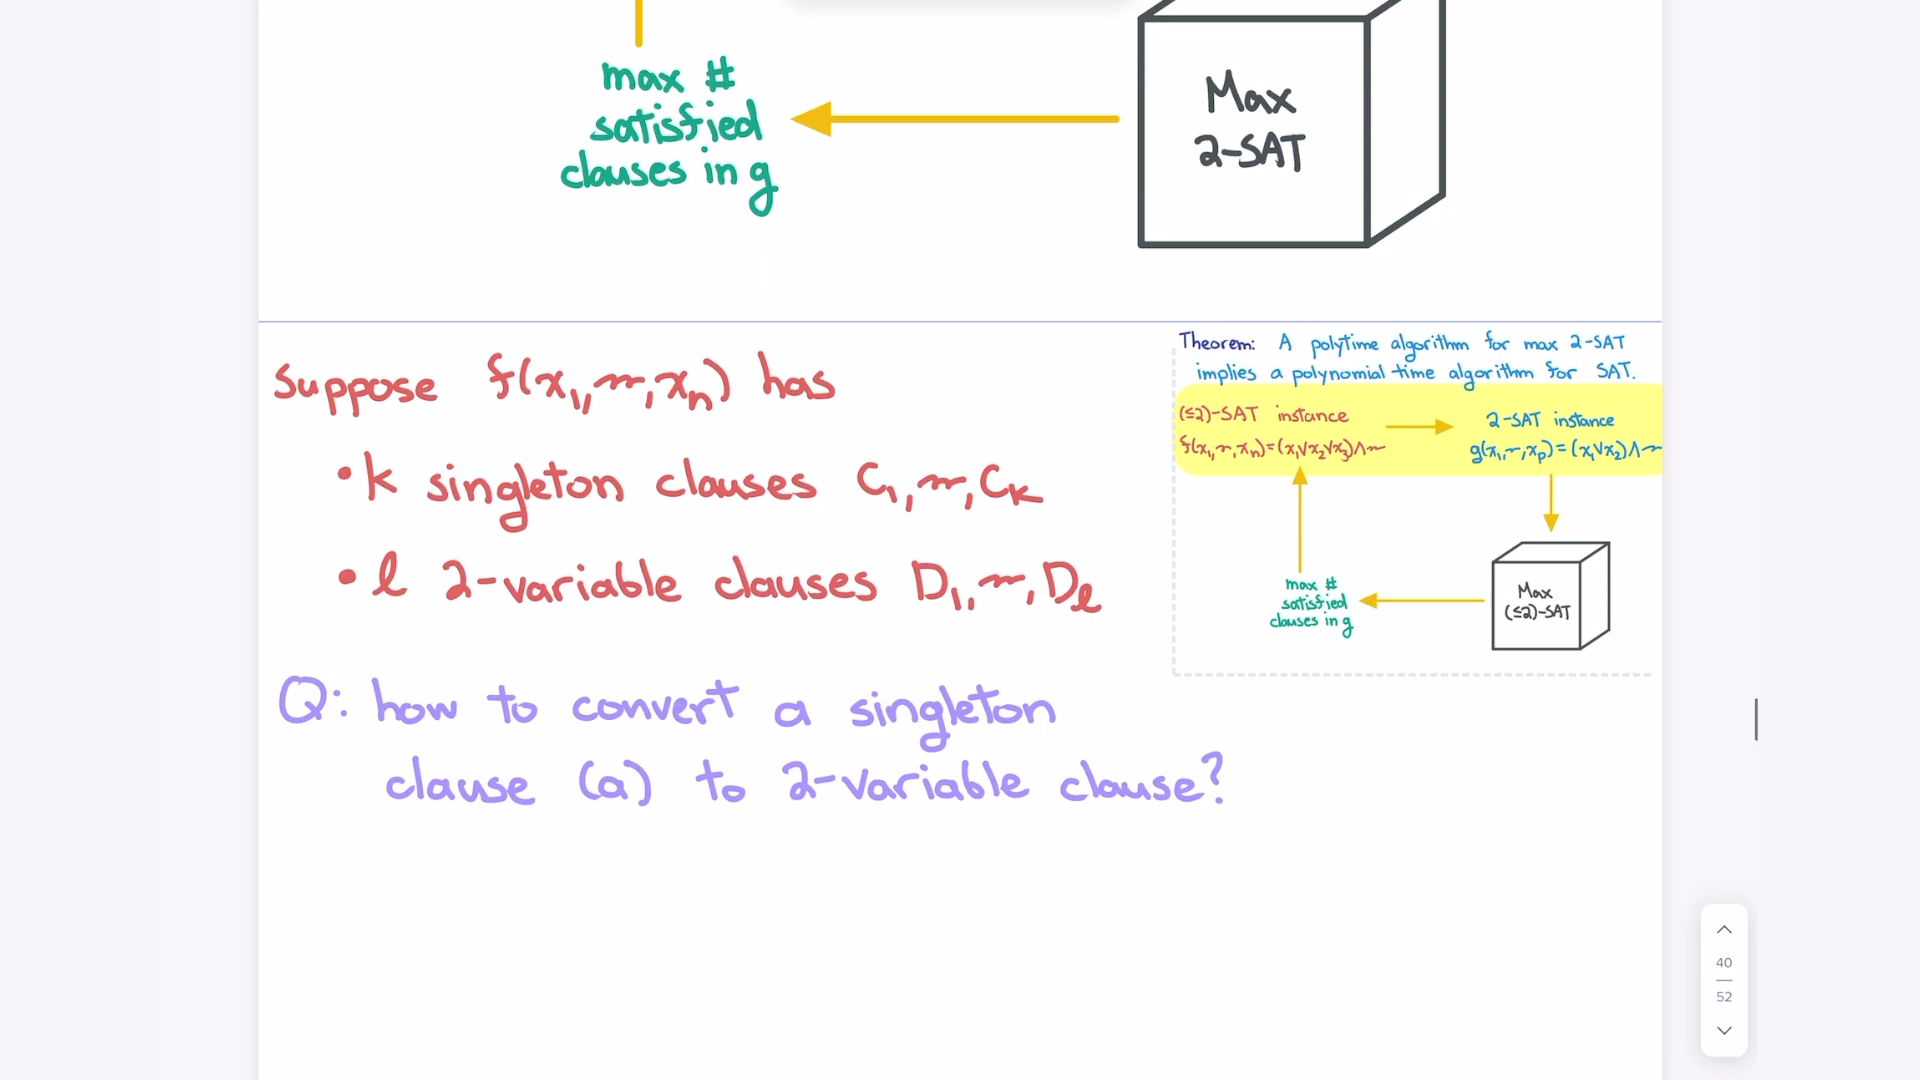 max #
satisfied
clauses in g
Max
2-SAT
Suppose f(x₁,~,xₙ) has
• k singleton clauses C₁,~,Cₖ
• ℓ 2-variable clauses D₁,~,Dℓ
Q: how to convert a singleton
clause (a) to 2-variable clause?
Theorem: A polytime algorithm for max 2-SAT
implies a polynomial time algorithm for SAT.
(≤2)-SAT instance
f(x₁,~,xₙ)=(x₁∨x₂∨x̄₃)∧~
2-SAT instance
g(x₁,~,xₚ)=(x₁∨x₂)∧~
max #
satisfied
clauses in g
Max
(≤2)-SAT
40
52